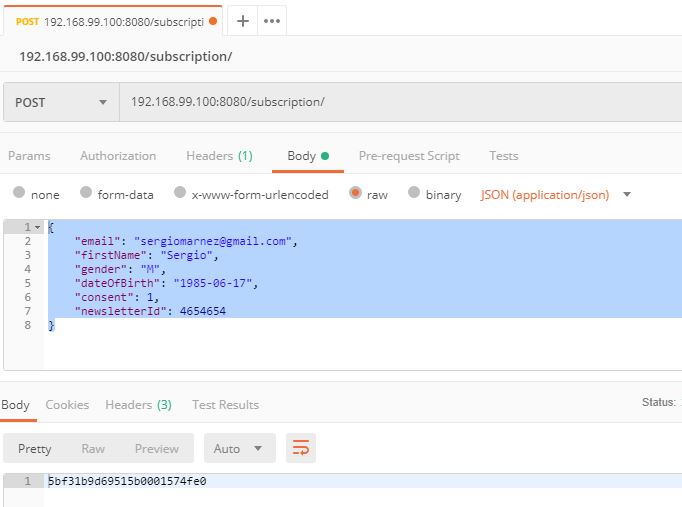 POST 192.168.99.100:8080/subscripti + •••
192.168.99.100:8080/subscription/
POST 192.168.99.100:8080/subscription/
Params Authorization Headers (1) Body Pre-request Script Tests
none form-data x-www-form-urlencoded raw binary JSON (application/json)
1 {
2 "email": "sergiomarnez@gmail.com",
3 "firstName": "Sergio",
4 "gender": "M",
5 "dateOfBirth": "1985-06-17",
6 "consent": 1,
7 "newsletterId": 4654654
8 }
Body Cookies Headers (3) Test Results Status:
Pretty Raw Preview Auto
1 5bf31b9d69515b0001574fe0